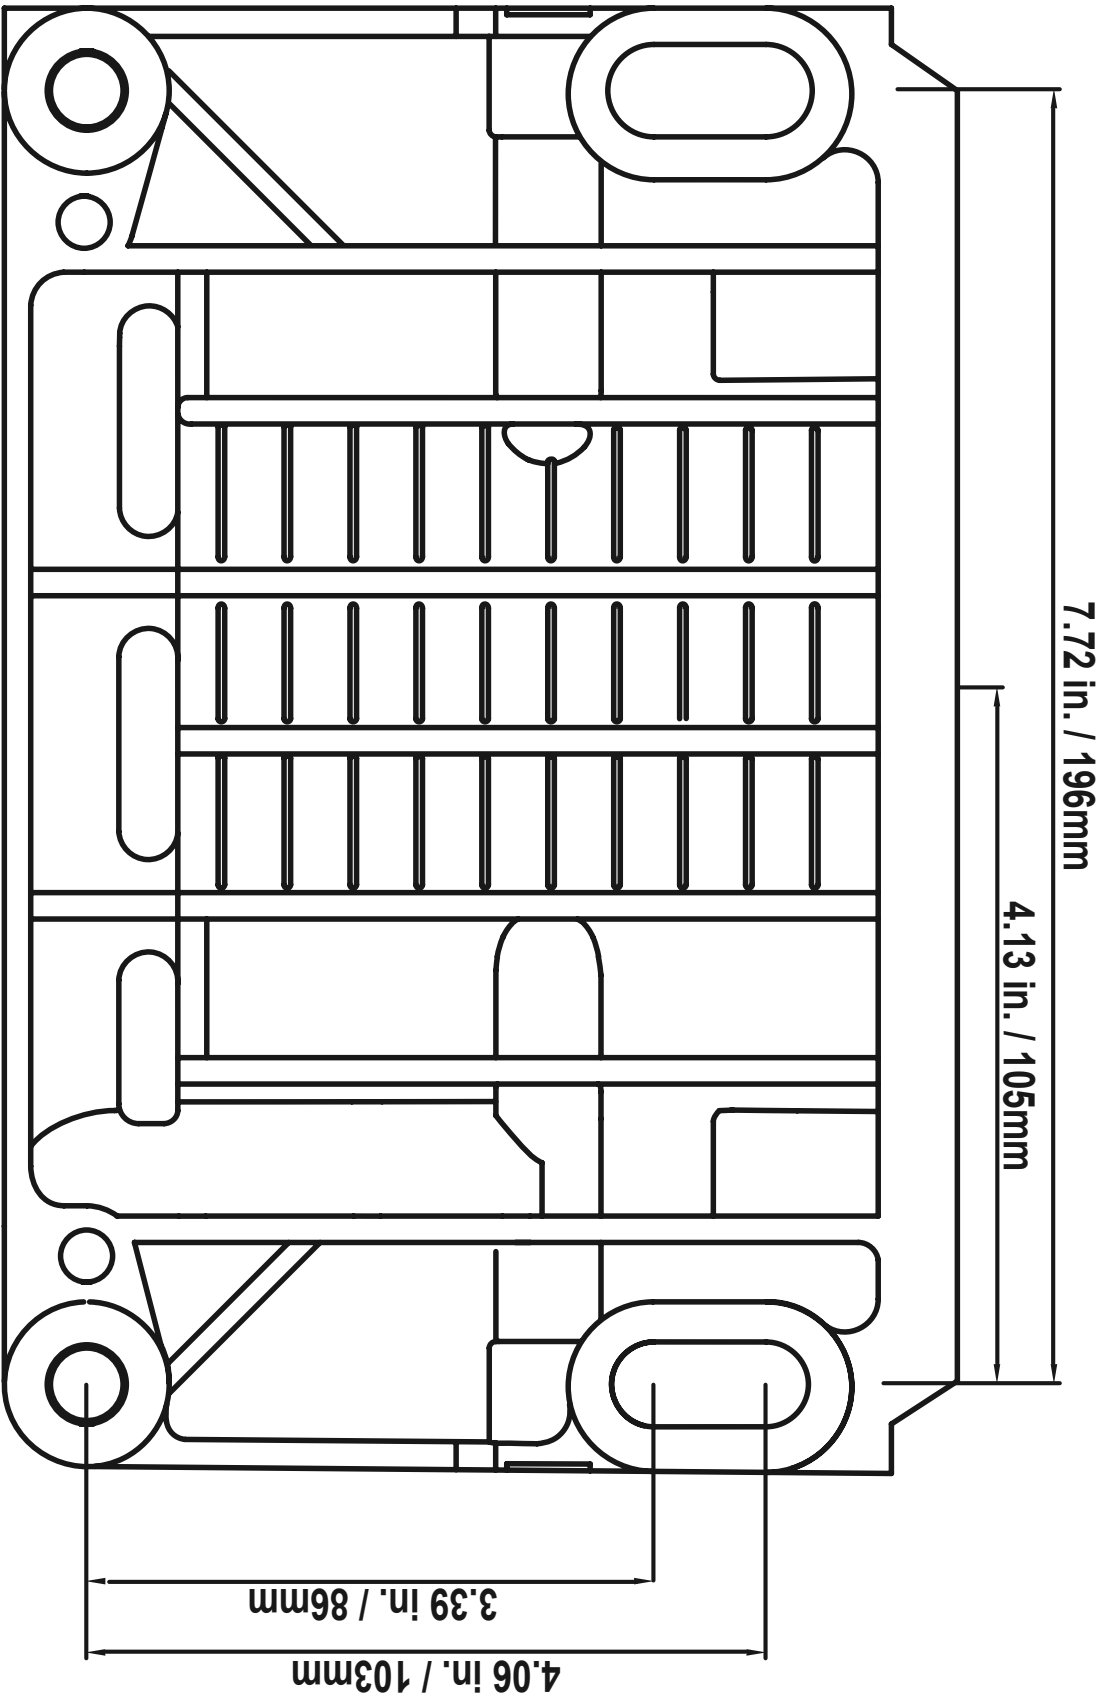 7.72 in. / 196mm
4.13 in. / 105mm
3.39 in. / 86mm
4.06 in. / 103mm